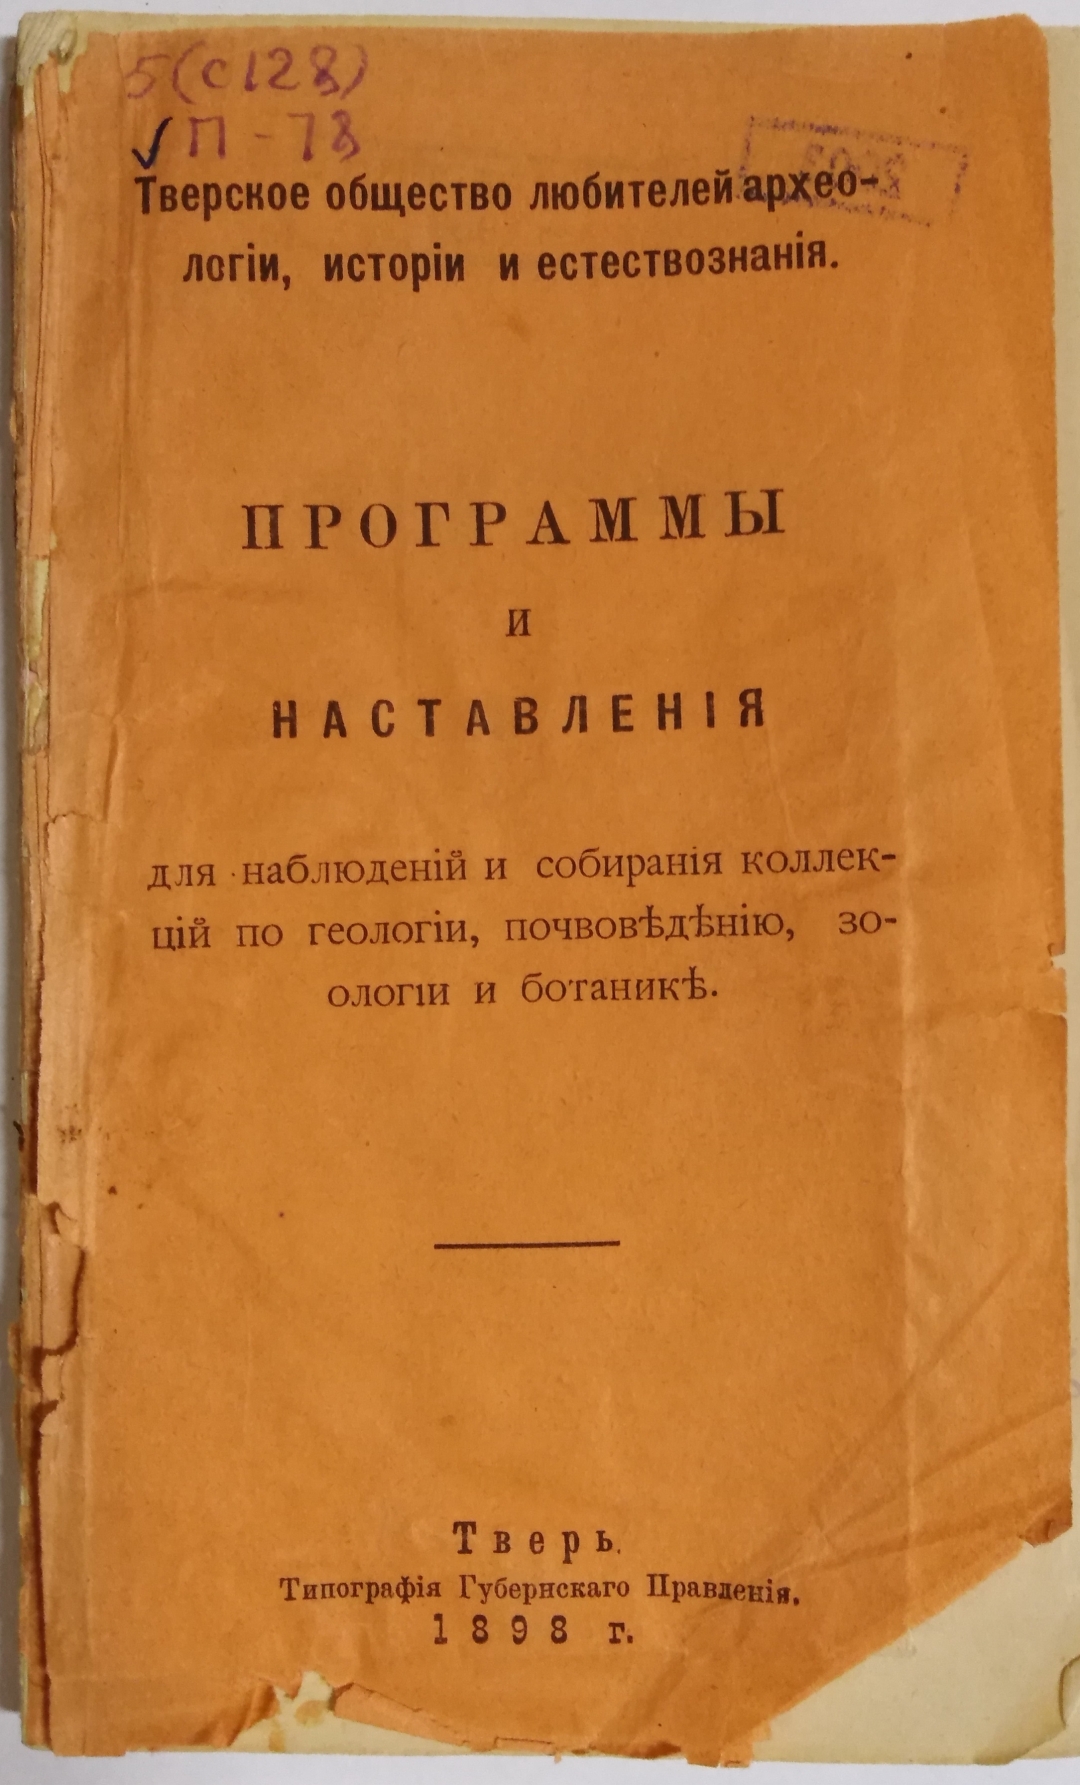 5(с128)
√П-78
Тверское общество любителей архео-
логіи, исторіи и естествознанія.
ПРОГРАММЫ
И
НАСТАВЛЕНІЯ
для наблюденій и собиранія коллек-
цій по геологіи, почвовѣдѣнію, зо-
ологіи и ботаникѣ.
Тверь.
Типографія Губернскаго Правленія.
1898 г.